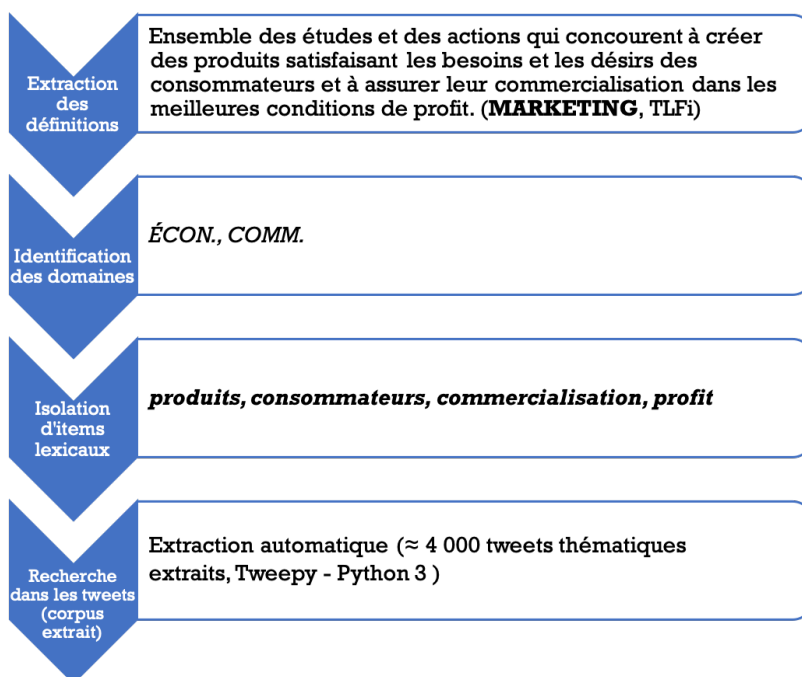 Extraction
des
définitions
Ensemble des études et des actions qui concourent à créer
des produits satisfaisant les besoins et les désirs des
consommateurs et à assurer leur commercialisation dans les
meilleures conditions de profit. (MARKETING, TLFi)
Identification
des domaines
ÉCON., COMM.
Isolation
d'items
lexicaux
produits, consommateurs, commercialisation, profit
Recherche
dans les tweets
(corpus
extrait)
Extraction automatique (≈ 4 000 tweets thématiques
extraits, Tweepy - Python 3 )